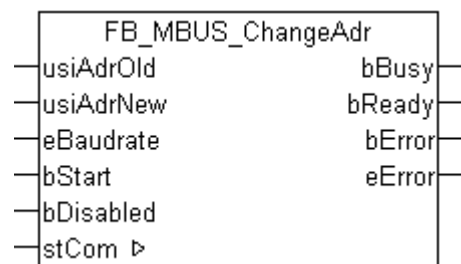 FB_MBUS_ChangeAdr
usiAdrOld bBusy
usiAdrNew bReady
eBaudrate bError
bStart eError
bDisabled
stCom ▷